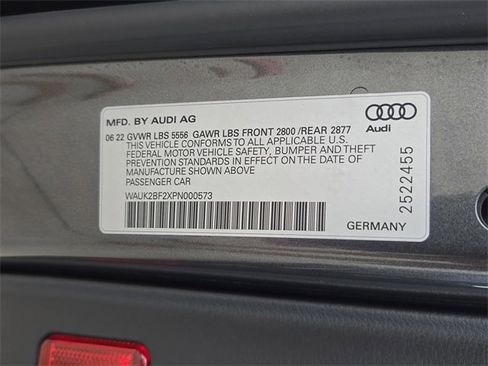 MFD. BY AUDI AG
06 22 GVWR LBS 5556 GAWR LBS FRONT 2800 /REAR 2877
THIS VEHICLE CONFORMS TO ALL APPLICABLE U.S.
FEDERAL MOTOR VEHICLE SAFETY, BUMPER AND THEFT
PREVENTION STANDARDS IN EFFECT ON THE DATE OF
MANUFACTURE SHOWN ABOVE
PASSENGER CAR
WAUK2BF2XPN000573
Audi
2522455
GERMANY